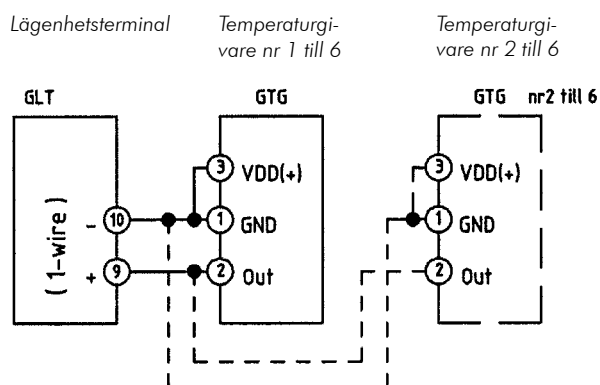 Lägenhetsterminal
Temperaturgi-
vare nr 1 till 6
Temperaturgi-
vare nr 2 till 6
GLT
GTG
GTG nr2 till 6
3 VDD(+)
3 VDD(+)
(1-wire)
- 10
1 GND
1 GND
+ 9
2 Out
2 Out